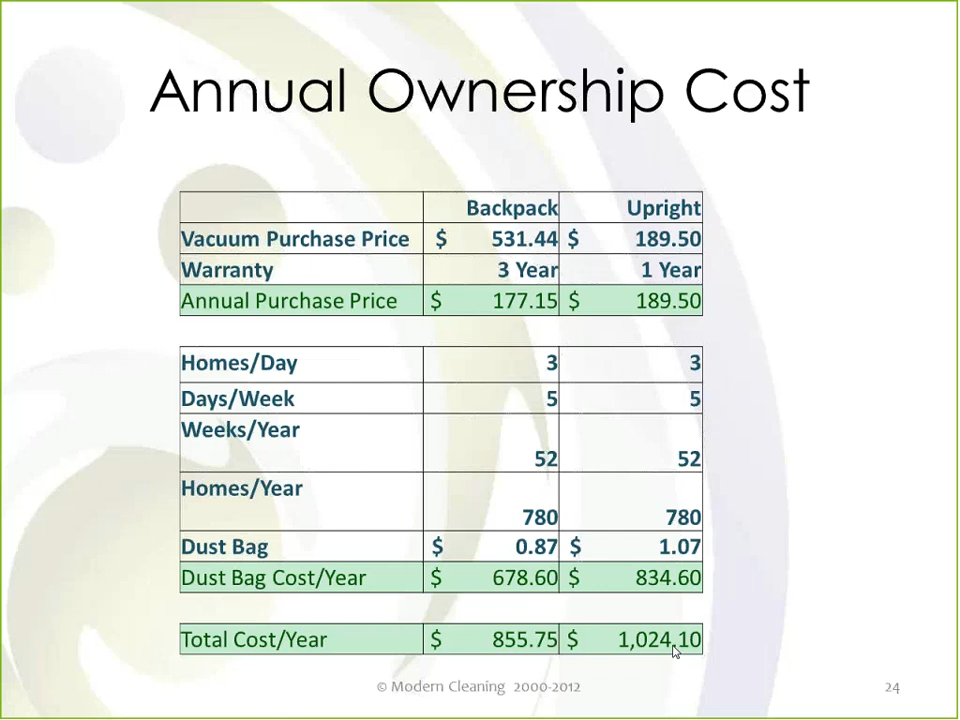 Annual Ownership Cost
Backpack Upright
Vacuum Purchase Price $ 531.44 $ 189.50
Warranty 3 Year 1 Year
Annual Purchase Price $ 177.15 $ 189.50
Homes/Day 3 3
Days/Week 5 5
Weeks/Year
52 52
Homes/Year
780 780
Dust Bag $ 0.87 $ 1.07
Dust Bag Cost/Year $ 678.60 $ 834.60
Total Cost/Year $ 855.75 $ 1,024.10
© Modern Cleaning 2000-2012 24